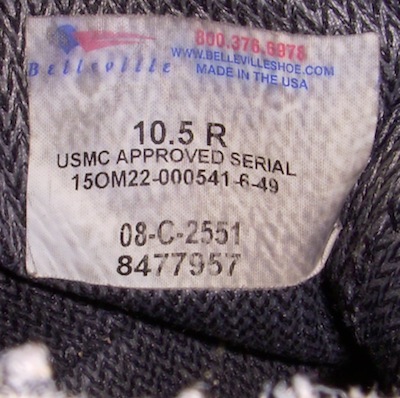 800.376.6978
Belleville
WWW.BELLEVILLESHOE.COM
MADE IN THE USA
10.5 R
USMC APPROVED SERIAL
15OM22-000541-6-49
08-C-2551
8477957